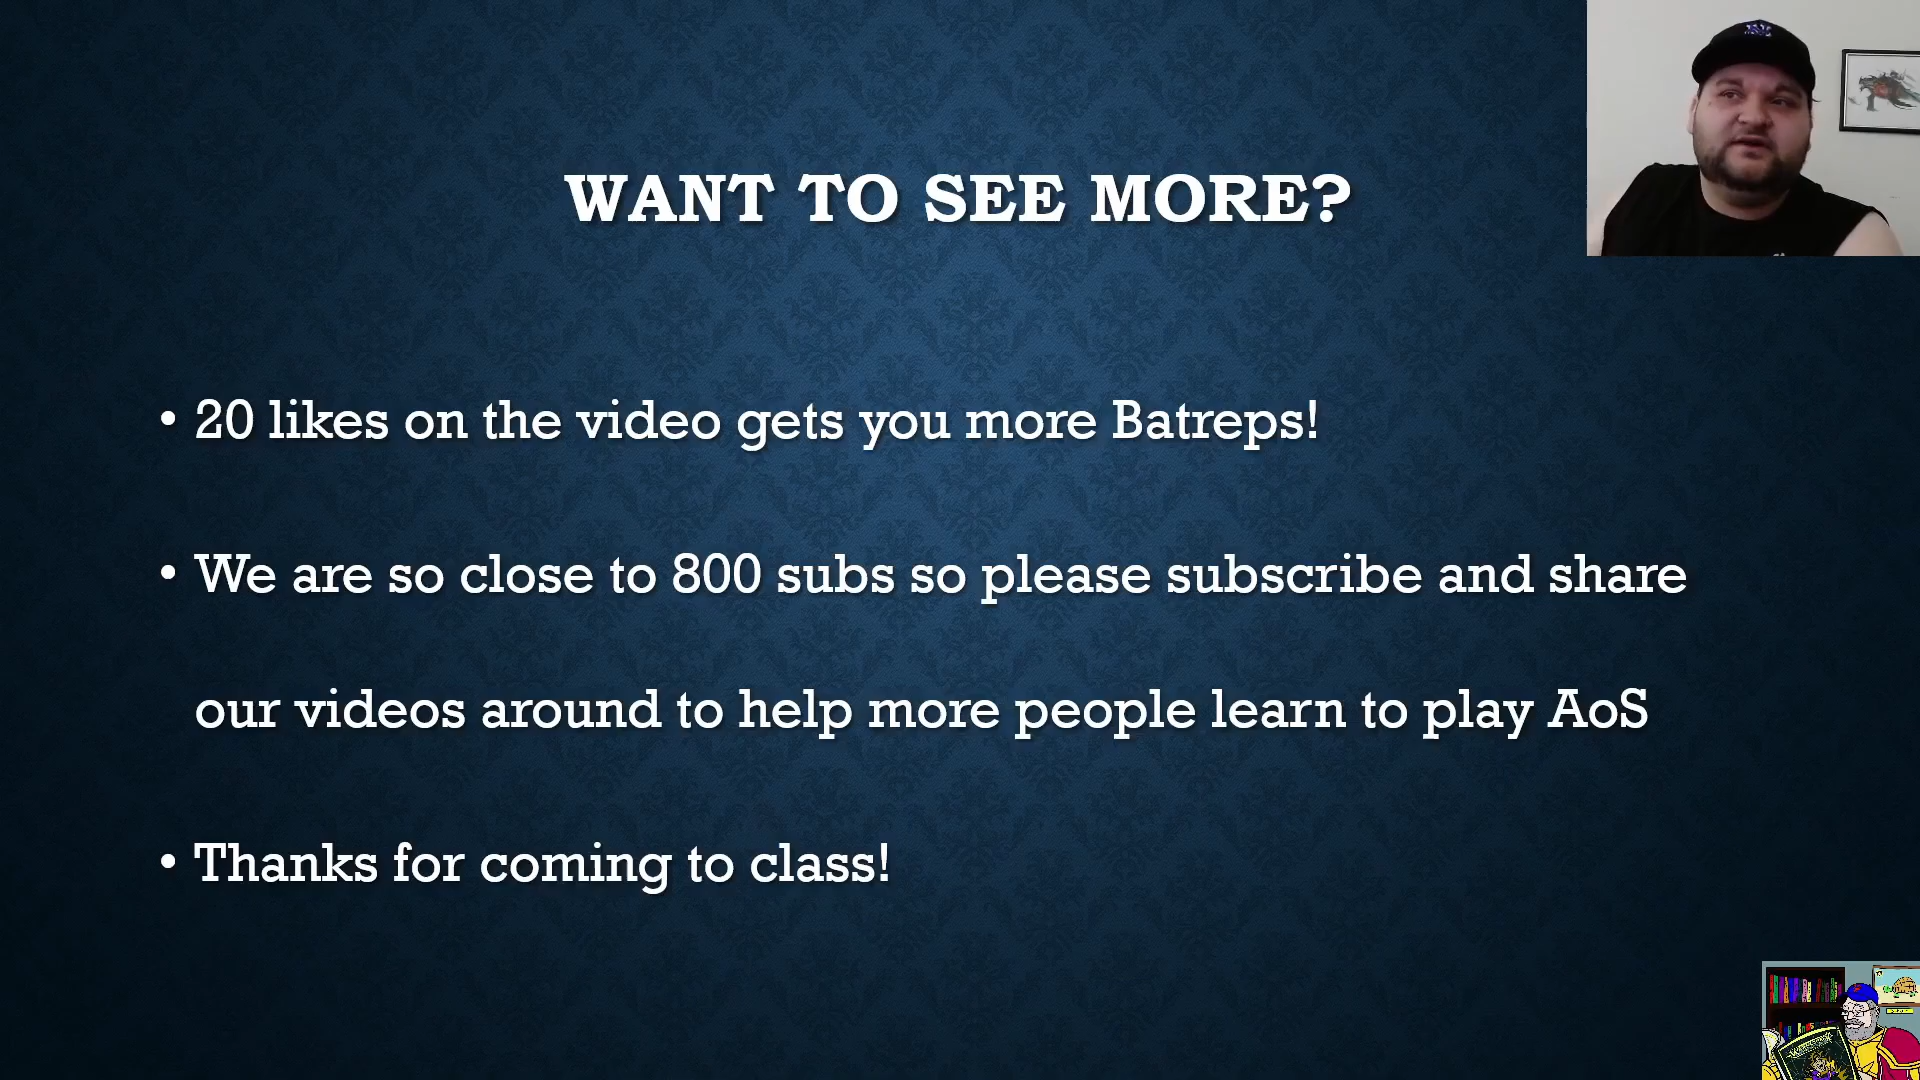 WANT TO SEE MORE?
• 20 likes on the video gets you more Batreps!
• We are so close to 800 subs so please subscribe and share
our videos around to help more people learn to play AoS
• Thanks for coming to class!